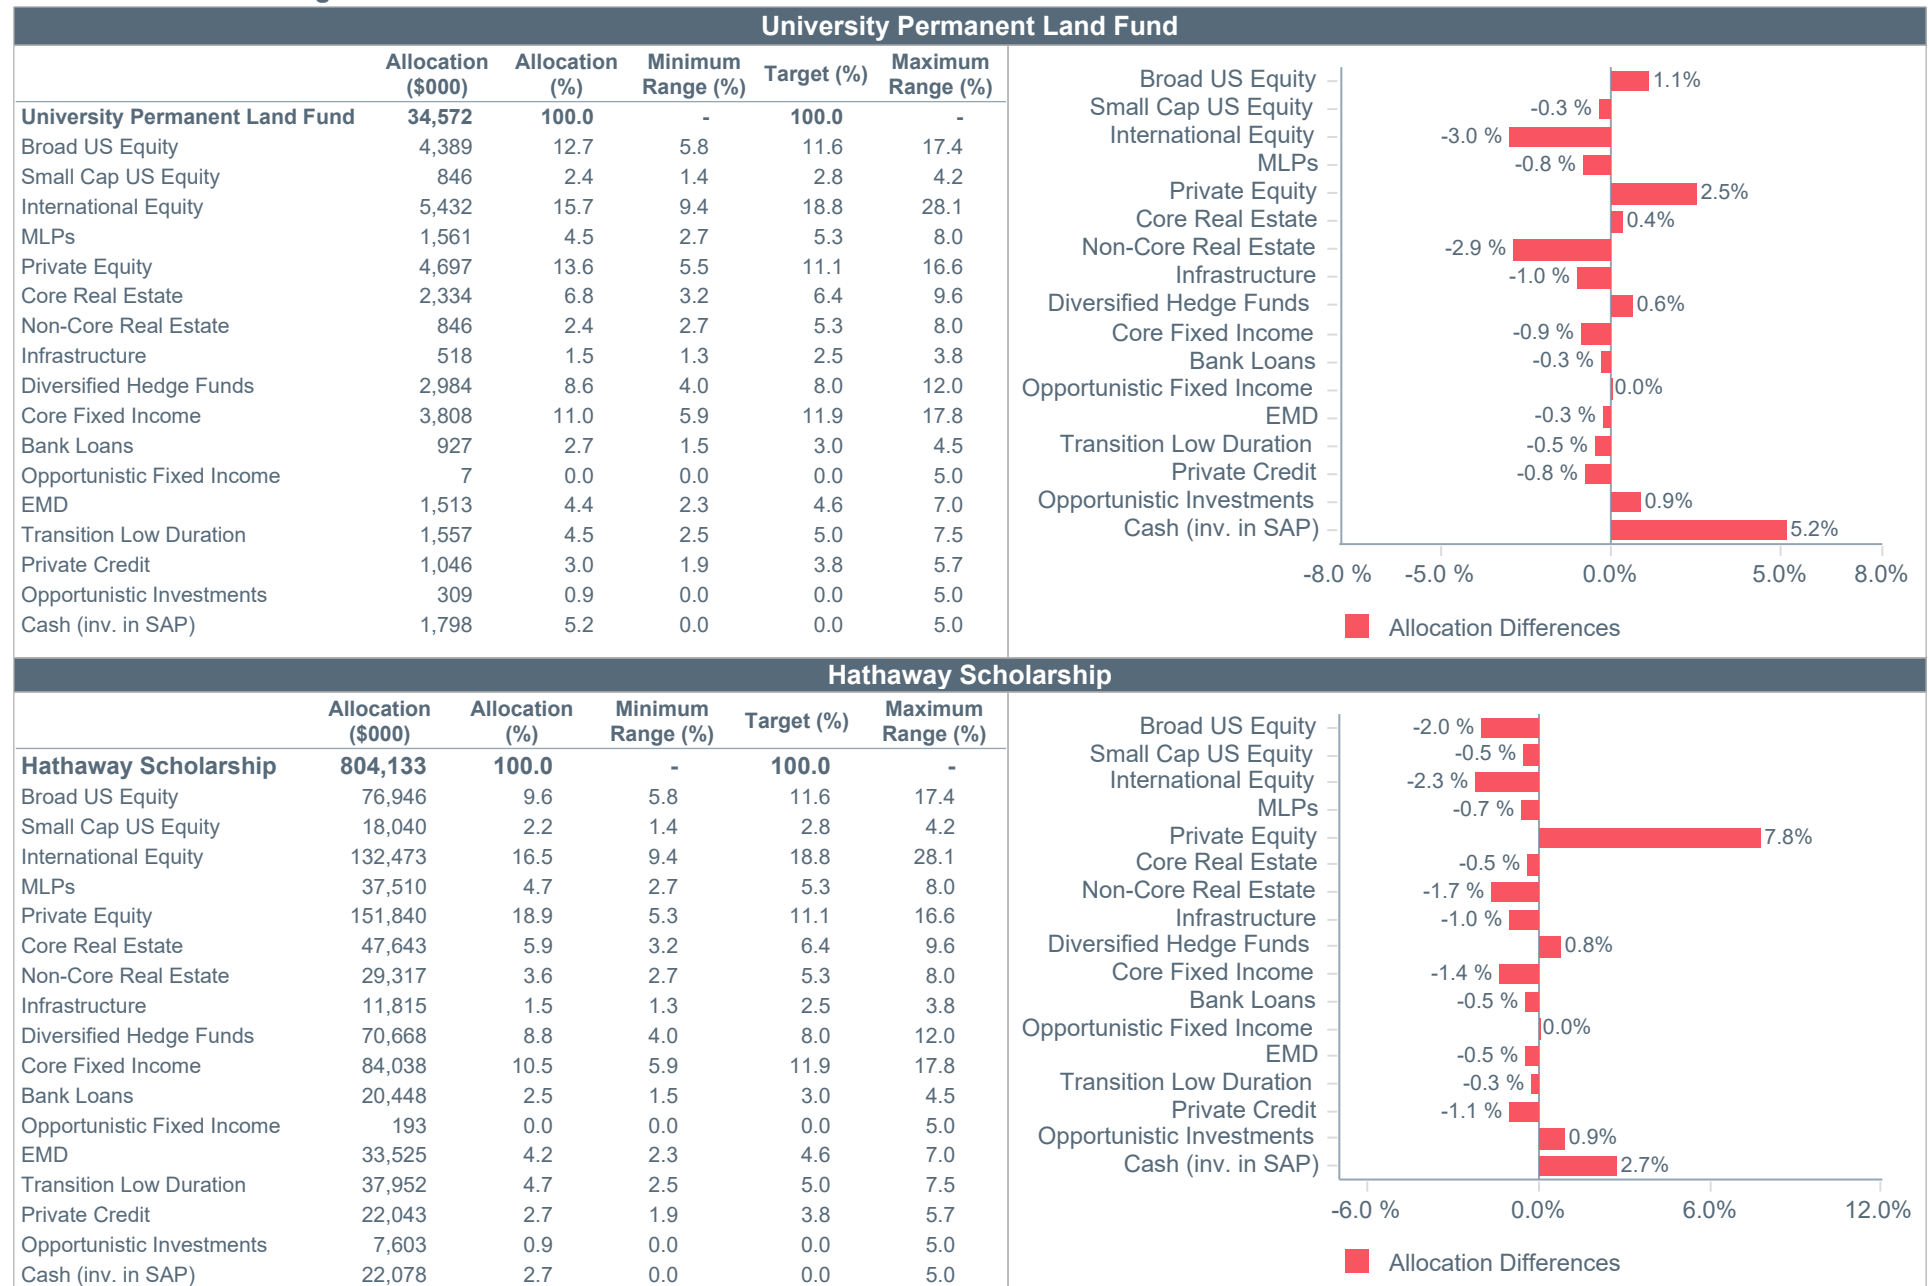 University Permanent Land Fund
Allocation ($000) Allocation (%) Minimum Range (%) Target (%) Maximum Range (%)
University Permanent Land Fund 34,572 100.0 - 100.0 -
Broad US Equity 4,389 12.7 5.8 11.6 17.4
Small Cap US Equity 846 2.4 1.4 2.8 4.2
International Equity 5,432 15.7 9.4 18.8 28.1
MLPs 1,561 4.5 2.7 5.3 8.0
Private Equity 4,697 13.6 5.5 11.1 16.6
Core Real Estate 2,334 6.8 3.2 6.4 9.6
Non-Core Real Estate 846 2.4 2.7 5.3 8.0
Infrastructure 518 1.5 1.3 2.5 3.8
Diversified Hedge Funds 2,984 8.6 4.0 8.0 12.0
Core Fixed Income 3,808 11.0 5.9 11.9 17.8
Bank Loans 927 2.7 1.5 3.0 4.5
Opportunistic Fixed Income 7 0.0 0.0 0.0 5.0
EMD 1,513 4.4 2.3 4.6 7.0
Transition Low Duration 1,557 4.5 2.5 5.0 7.5
Private Credit 1,046 3.0 1.9 3.8 5.7
Opportunistic Investments 309 0.9 0.0 0.0 5.0
Cash (inv. in SAP) 1,798 5.2 0.0 0.0 5.0
Broad US Equity 1.1%
Small Cap US Equity -0.3 %
International Equity -3.0 %
MLPs -0.8 %
Private Equity 2.5%
Core Real Estate 0.4%
Non-Core Real Estate -2.9 %
Infrastructure -1.0 %
Diversified Hedge Funds 0.6%
Core Fixed Income -0.9 %
Bank Loans -0.3 %
Opportunistic Fixed Income 0.0%
EMD -0.3 %
Transition Low Duration -0.5 %
Private Credit -0.8 %
Opportunistic Investments 0.9%
Cash (inv. in SAP) 5.2%
-8.0 % -5.0 % 0.0% 5.0% 8.0%
Allocation Differences
Hathaway Scholarship
Allocation ($000) Allocation (%) Minimum Range (%) Target (%) Maximum Range (%)
Hathaway Scholarship 804,133 100.0 - 100.0 -
Broad US Equity 76,946 9.6 5.8 11.6 17.4
Small Cap US Equity 18,040 2.2 1.4 2.8 4.2
International Equity 132,473 16.5 9.4 18.8 28.1
MLPs 37,510 4.7 2.7 5.3 8.0
Private Equity 151,840 18.9 5.3 11.1 16.6
Core Real Estate 47,643 5.9 3.2 6.4 9.6
Non-Core Real Estate 29,317 3.6 2.7 5.3 8.0
Infrastructure 11,815 1.5 1.3 2.5 3.8
Diversified Hedge Funds 70,668 8.8 4.0 8.0 12.0
Core Fixed Income 84,038 10.5 5.9 11.9 17.8
Bank Loans 20,448 2.5 1.5 3.0 4.5
Opportunistic Fixed Income 193 0.0 0.0 0.0 5.0
EMD 33,525 4.2 2.3 4.6 7.0
Transition Low Duration 37,952 4.7 2.5 5.0 7.5
Private Credit 22,043 2.7 1.9 3.8 5.7
Opportunistic Investments 7,603 0.9 0.0 0.0 5.0
Cash (inv. in SAP) 22,078 2.7 0.0 0.0 5.0
Broad US Equity -2.0 %
Small Cap US Equity -0.5 %
International Equity -2.3 %
MLPs -0.7 %
Private Equity 7.8%
Core Real Estate -0.5 %
Non-Core Real Estate -1.7 %
Infrastructure -1.0 %
Diversified Hedge Funds 0.8%
Core Fixed Income -1.4 %
Bank Loans -0.5 %
Opportunistic Fixed Income 0.0%
EMD -0.5 %
Transition Low Duration -0.3 %
Private Credit -1.1 %
Opportunistic Investments 0.9%
Cash (inv. in SAP) 2.7%
-6.0 % 0.0% 6.0% 12.0%
Allocation Differences